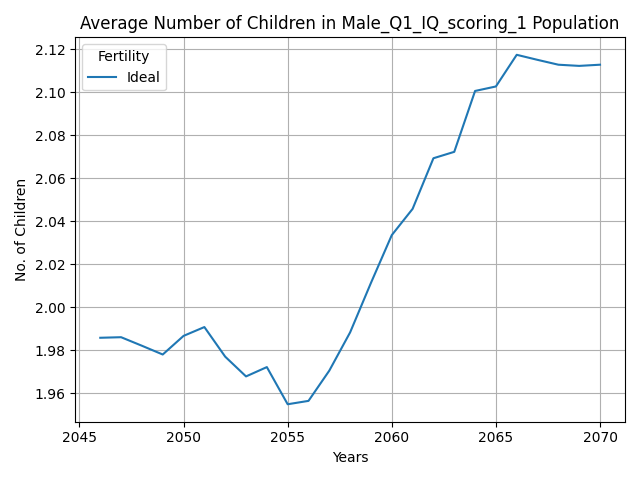 Average Number of Children in Male_Q1_IQ_scoring_1 Population
Fertility
Ideal
No. of Children
2.12
2.10
2.08
2.06
2.04
2.02
2.00
1.98
1.96
2045 2050 2055 2060 2065 2070
Years